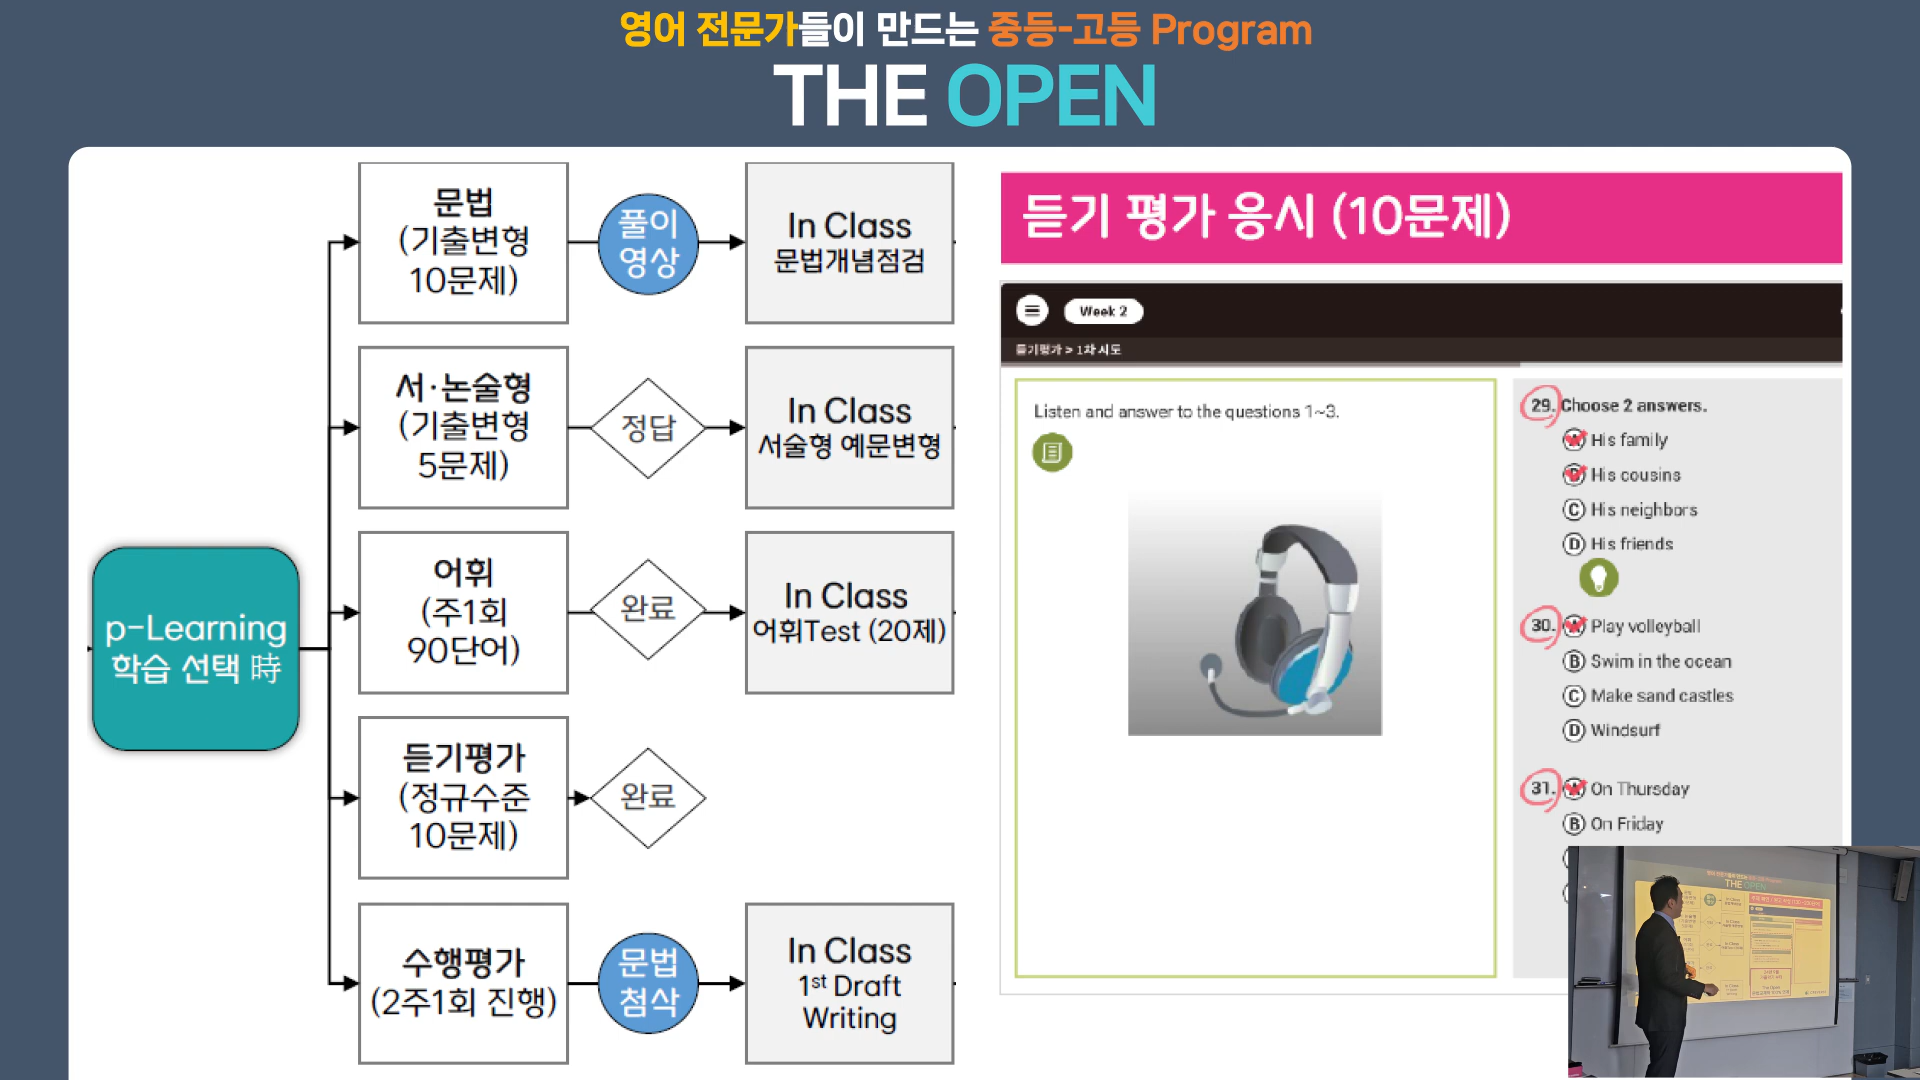 영어 전문가들이 만드는 중등-고등 Program
THE OPEN
p-Learning
학습 선택 時
문법
(기출변형
10문제)
풀이
영상
In Class
문법개념점검
서·논술형
(기출변형
5문제)
정답
In Class
서술형 예문변형
어휘
(주1회
90단어)
완료
In Class
어휘Test (20제)
듣기평가
(정규수준
10문제)
완료
수행평가
(2주1회 진행)
문법
첨삭
In Class
1st Draft
Writing
듣기 평가 응시 (10문제)
Week 2
듣기평가 > 1차 시도
Listen and answer to the questions 1~3.
29. Choose 2 answers.
A His family
B His cousins
C His neighbors
D His friends
30. A Play volleyball
B Swim in the ocean
C Make sand castles
D Windsurf
31. A On Thursday
B On Friday
THE OPEN